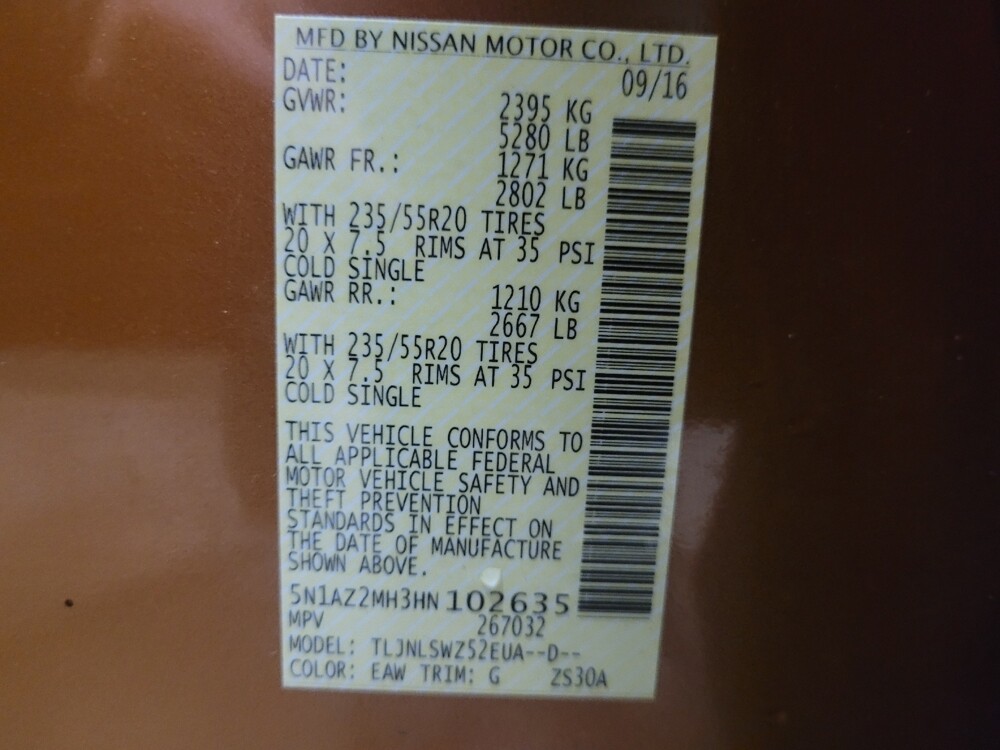 MFD BY NISSAN MOTOR CO., LTD.
DATE: 09/16
GVWR: 2395 KG
5280 LB
GAWR FR.: 1271 KG
2802 LB
WITH 235/55R20 TIRES
20 X 7.5 RIMS AT 35 PSI
COLD SINGLE
GAWR RR.: 1210 KG
2667 LB
WITH 235/55R20 TIRES
20 X 7.5 RIMS AT 35 PSI
COLD SINGLE
THIS VEHICLE CONFORMS TO
ALL APPLICABLE FEDERAL
MOTOR VEHICLE SAFETY AND
THEFT PREVENTION
STANDARDS IN EFFECT ON
THE DATE OF MANUFACTURE
SHOWN ABOVE.
5N1AZ2MH3HN102635
MPV 267032
MODEL: TLJNLSWZ52EUA--D--
COLOR: EAW TRIM: G ZS30A